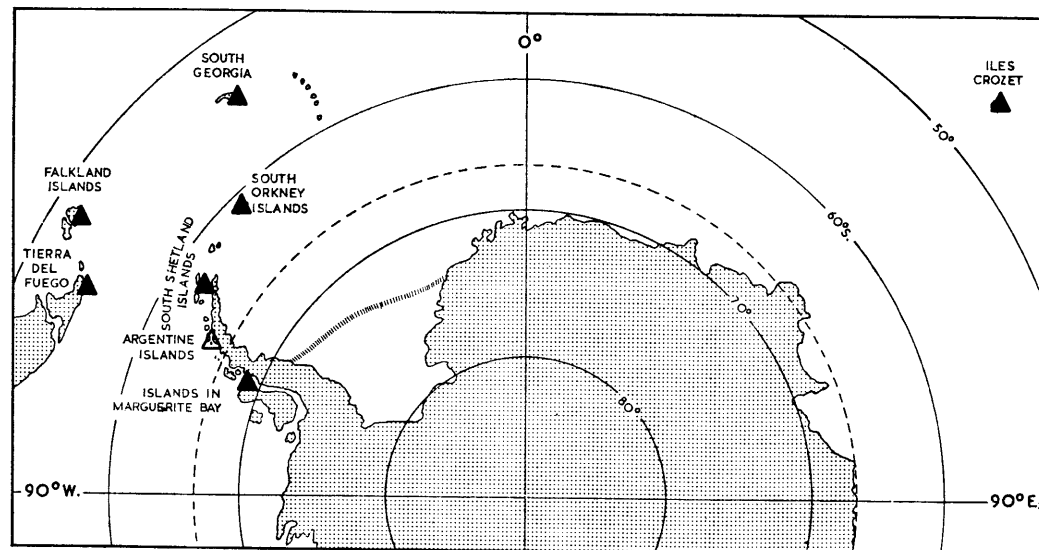 SOUTH
GEORGIA
0°
ILES
CROZET
50°
FALKLAND
ISLANDS
SOUTH
ORKNEY
ISLANDS
60°S.
TIERRA
DEL
FUEGO
SOUTH SHETLAND
ISLANDS
70°
ARGENTINE
ISLANDS
ISLANDS IN
MARGUERITE BAY
80°
90°W.
90°E.